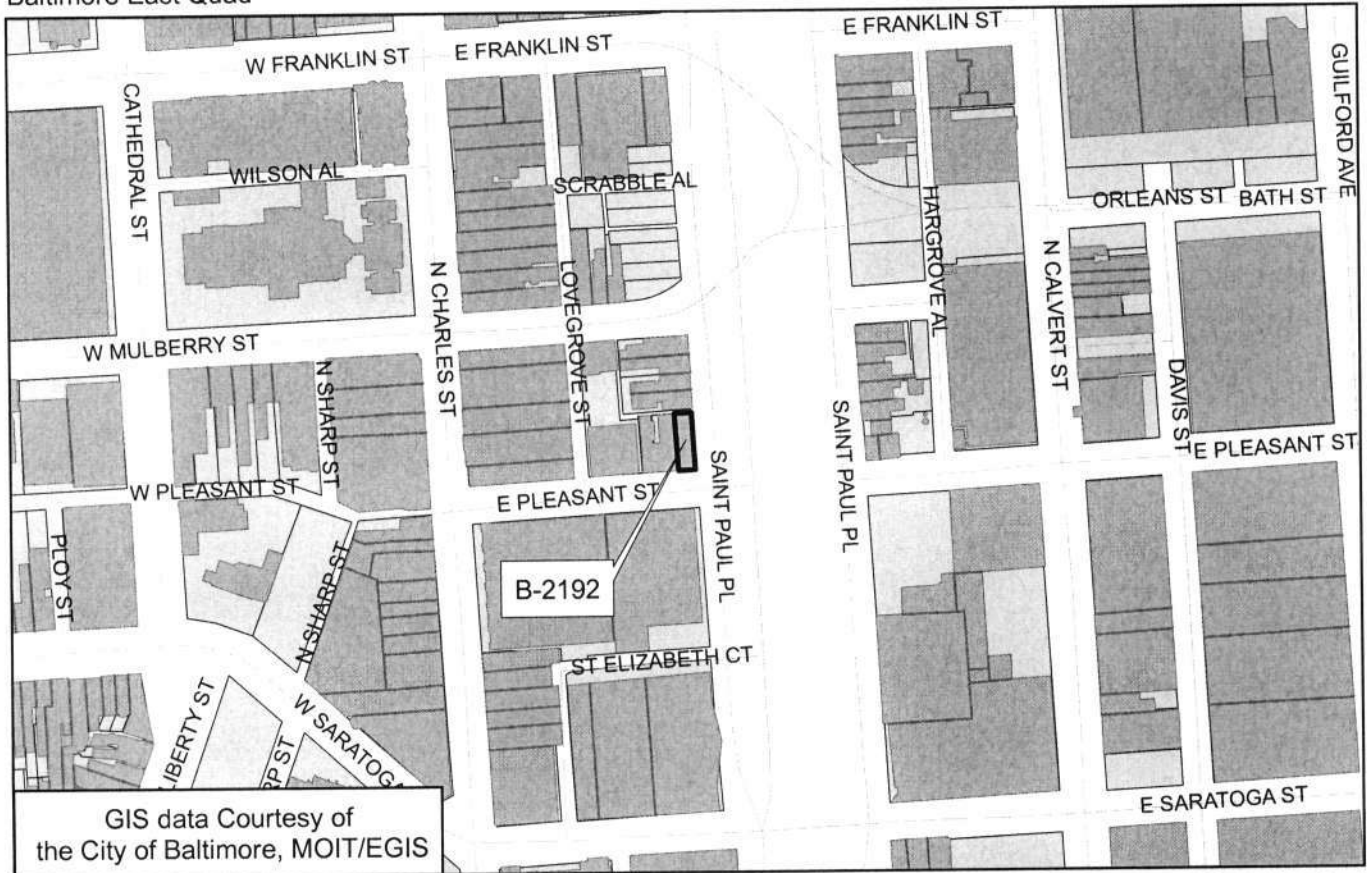 Baltimore East Quad
E FRANKLIN ST
W FRANKLIN ST
E FRANKLIN ST
GUILFORD AVE
CATHEDRAL ST
WILSON AL
SCRABBLE AL
HARGROVE AL
ORLEANS ST
BATH ST
N CHARLES ST
LOVEGROVE ST
N CALVERT ST
W MULBERRY ST
N SHARP ST
DAVIS ST
SAINT PAUL PL
SAINT PAUL PL
E PLEASANT ST
W PLEASANT ST
E PLEASANT ST
PLOY ST
N SHARP ST
B-2192
ST ELIZABETH CT
LIBERTY ST
RP ST
W SARATOGA
E SARATOGA ST
GIS data Courtesy of
the City of Baltimore, MOIT/EGIS